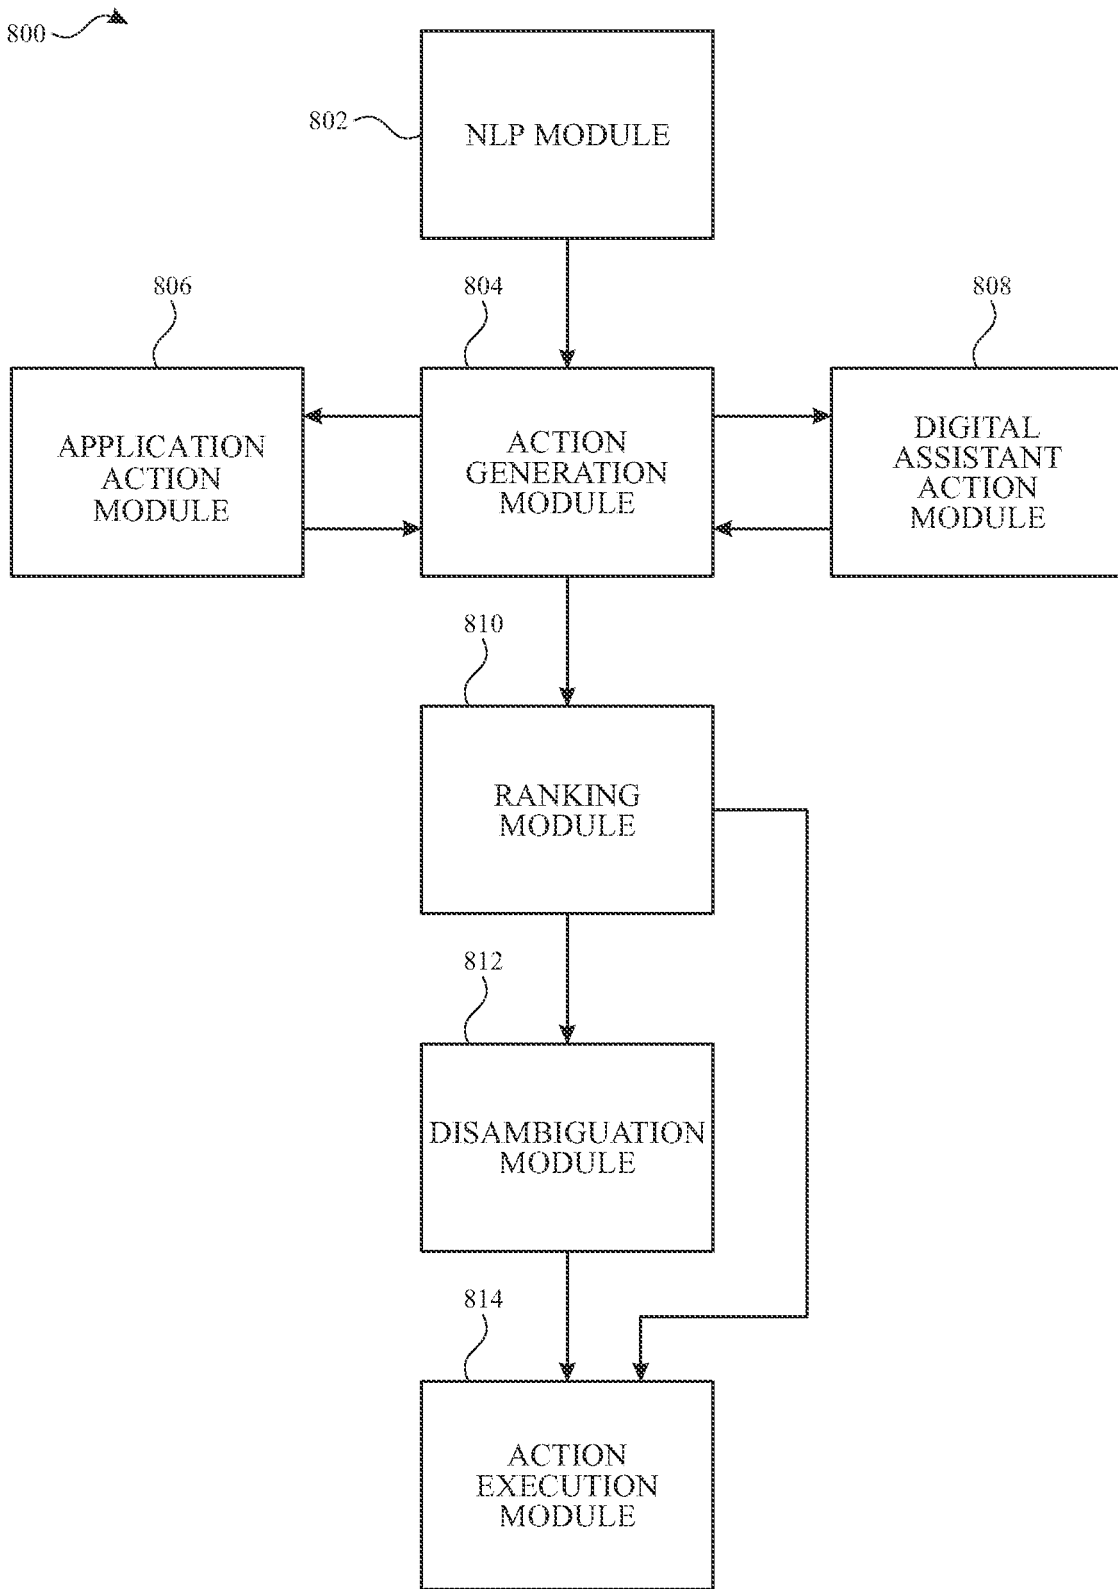 800
802
NLP MODULE
806
804
808
APPLICATION
ACTION
MODULE
ACTION
GENERATION
MODULE
DIGITAL
ASSISTANT
ACTION
MODULE
810
RANKING
MODULE
812
DISAMBIGUATION
MODULE
814
ACTION
EXECUTION
MODULE